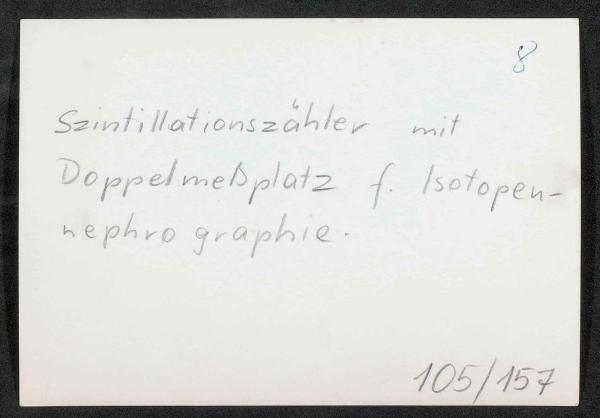 8
Szintillationszähler mit
Doppelmeßplatz f. Isotopen-
nephrographie.
105/157